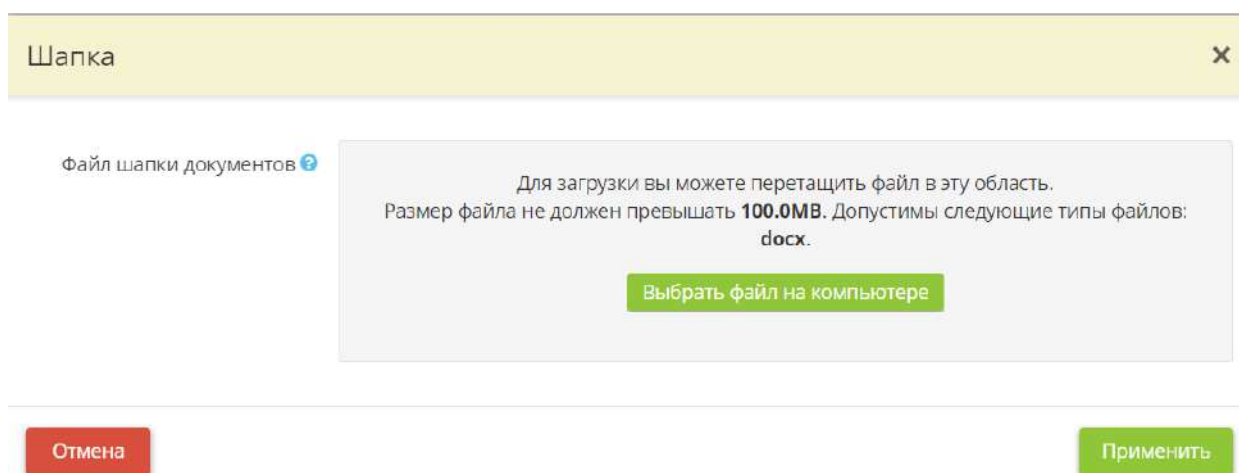 Шапка
Файл шапки документов
Для загрузки вы можете перетащить файл в эту область.
Размер файла не должен превышать 100.0MB. Допустимы следующие типы файлов:
docx.
Выбрать файл на компьютере
Отмена
Применить